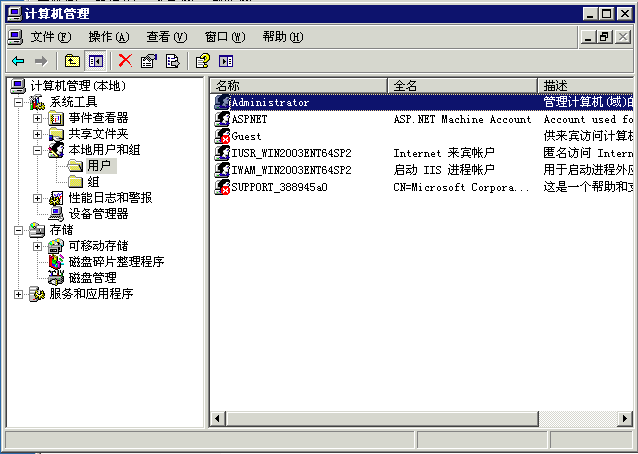 计算机管理
文件(F) 操作(A) 查看(V) 窗口(W) 帮助(H)
计算机管理(本地)
系统工具
事件查看器
共享文件夹
本地用户和组
用户
组
性能日志和警报
设备管理器
存储
可移动存储
磁盘碎片整理程序
磁盘管理
服务和应用程序
名称 全名 描述
Administrator 管理计算机(域)的
ASPNET ASP.NET Machine Account Account used fo
Guest 供来宾访问计算机
IUSR_WIN2003ENT64SP2 Internet 来宾帐户 匿名访问 Intern
IWAM_WIN2003ENT64SP2 启动 IIS 进程帐户 用于启动进程外应
SUPPORT_388945a0 CN=Microsoft Corpora... 这是一个帮助和支